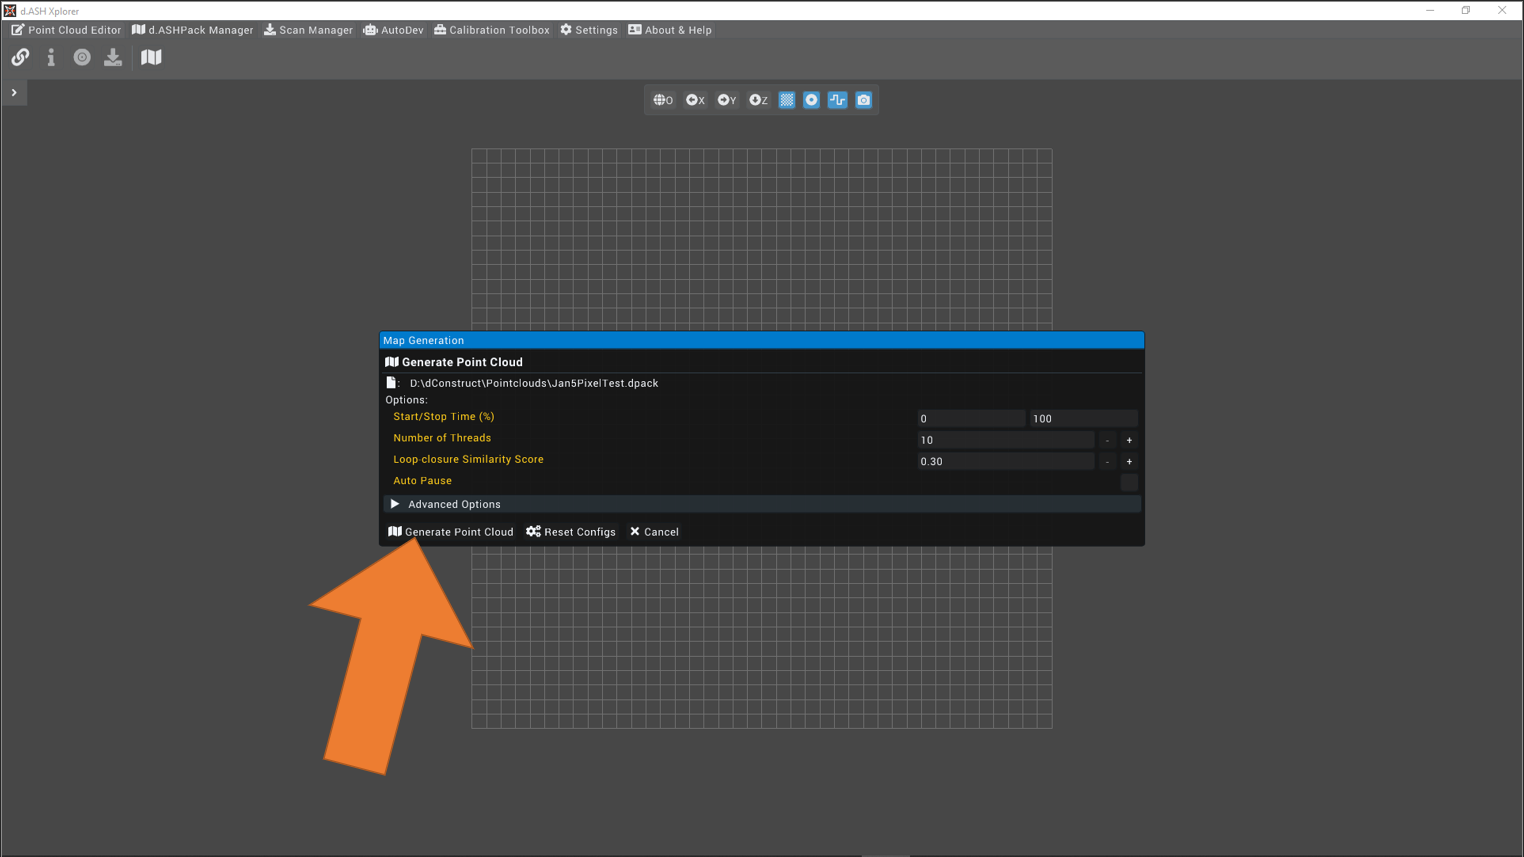 d.ASH Xplorer
Point Cloud Editor d.ASHPack Manager Scan Manager AutoDev Calibration Toolbox Settings About & Help
O X Y Z
Map Generation
Generate Point Cloud
: D:\dConstruct\Pointclouds\Jan5PixelTest.dpack
Options:
Start/Stop Time (%) 0 100
Number of Threads 10 - +
Loop-closure Similarity Score 0.30 - +
Auto Pause
Advanced Options
Generate Point Cloud Reset Configs Cancel